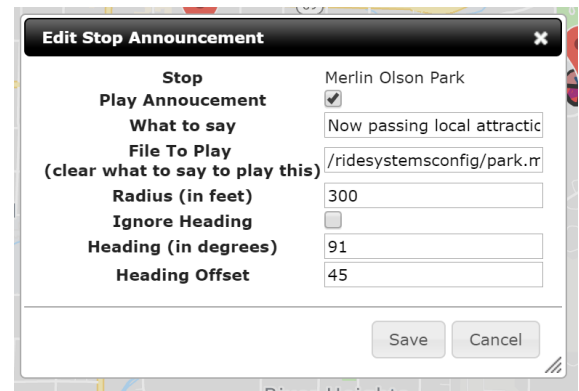 Edit Stop Announcement
Stop Merlin Olson Park
Play Annoucement
What to say Now passing local attractic
File To Play
(clear what to say to play this) /ridesystemsconfig/park.m
Radius (in feet) 300
Ignore Heading
Heading (in degrees) 91
Heading Offset 45
Save Cancel